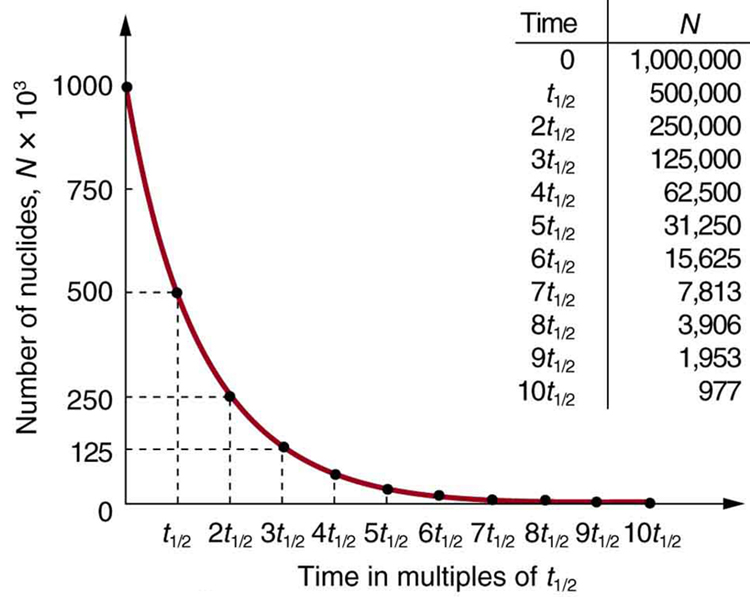 Time N
0 1,000,000
t1/2 500,000
2t1/2 250,000
3t1/2 125,000
4t1/2 62,500
5t1/2 31,250
6t1/2 15,625
7t1/2 7,813
8t1/2 3,906
9t1/2 1,953
10t1/2 977
Number of nuclides, N × 10³
1000
750
500
250
125
0
t1/2 2t1/2 3t1/2 4t1/2 5t1/2 6t1/2 7t1/2 8t1/2 9t1/2 10t1/2
Time in multiples of t1/2